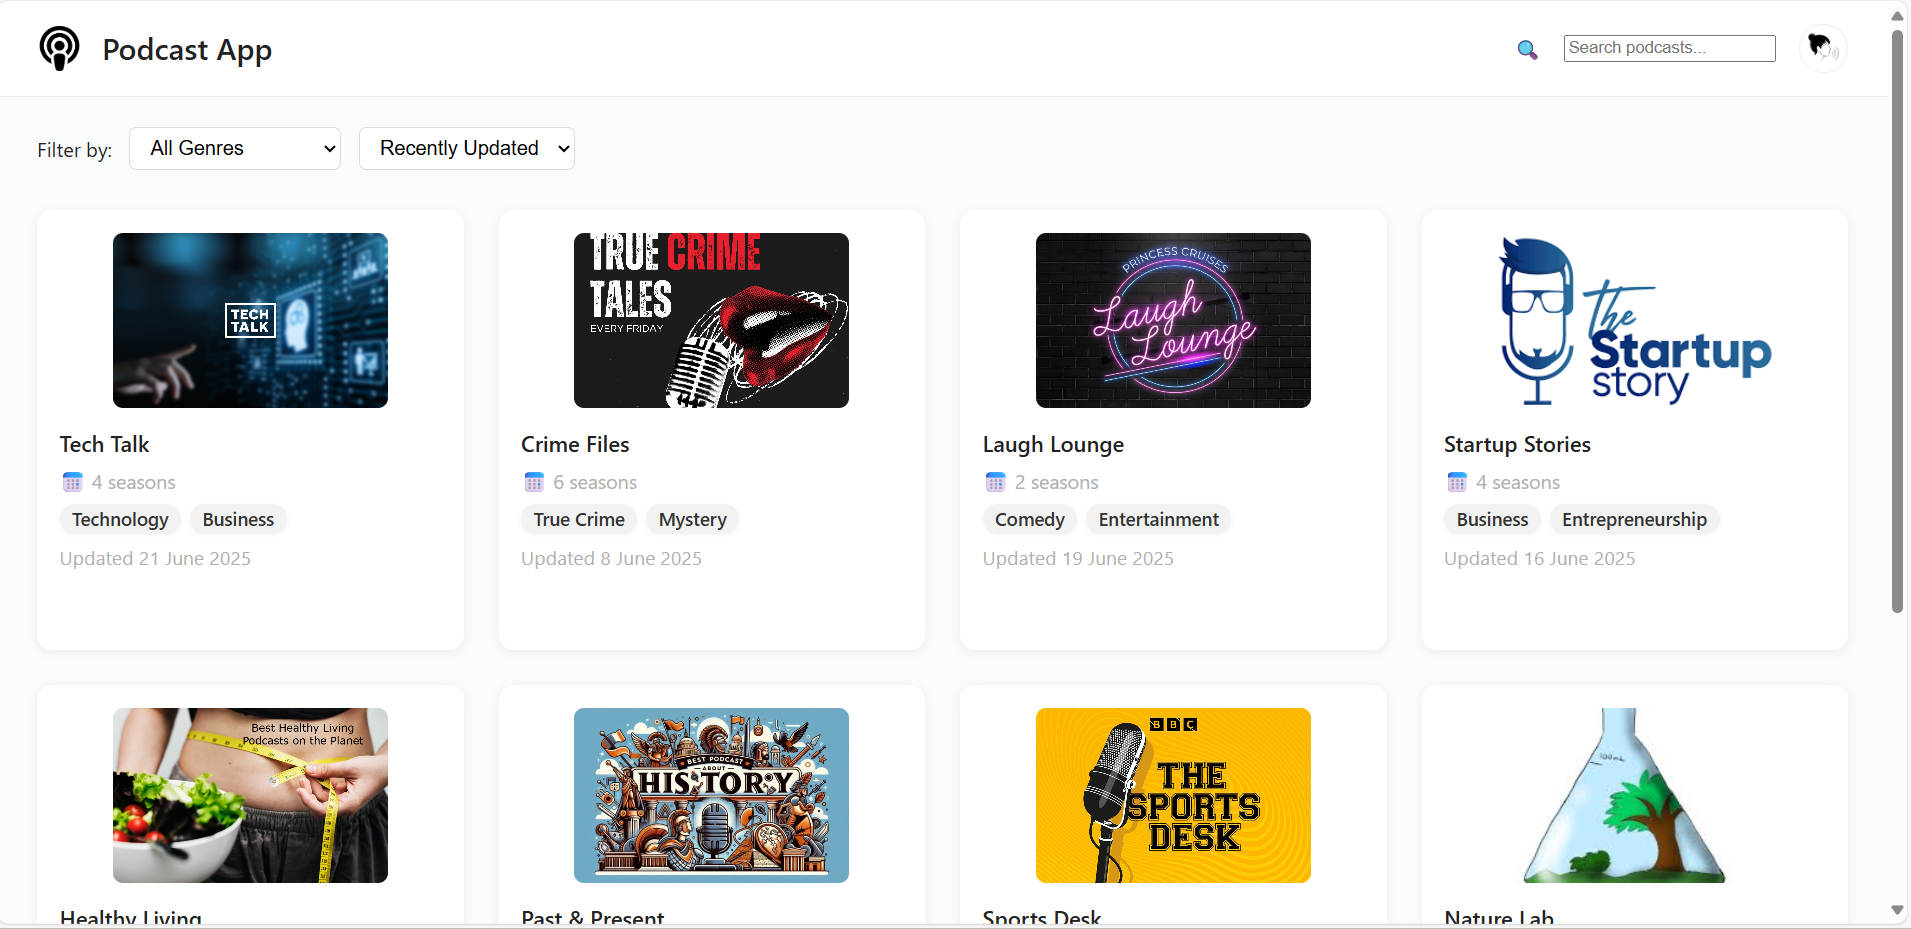 Podcast App
Search podcasts...
Filter by:
All Genres
Recently Updated
TECH
TALK
TRUE CRIME
TALES
EVERY FRIDAY
PRINCESS CRUISES
Laugh
Lounge
The
Startup
story
Tech Talk
4 seasons
Technology
Business
Updated 21 June 2025
Crime Files
6 seasons
True Crime
Mystery
Updated 8 June 2025
Laugh Lounge
2 seasons
Comedy
Entertainment
Updated 19 June 2025
Startup Stories
4 seasons
Business
Entrepreneurship
Updated 16 June 2025
Best Healthy Living
Podcasts on the Planet
BEST PODCAST
ABOUT
HISTORY
BBC
THE
SPORTS
DESK
100mL
Healthy Living
Past & Present
Sports Desk
Nature Lab